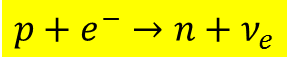 p + e⁻ → n + νₑ